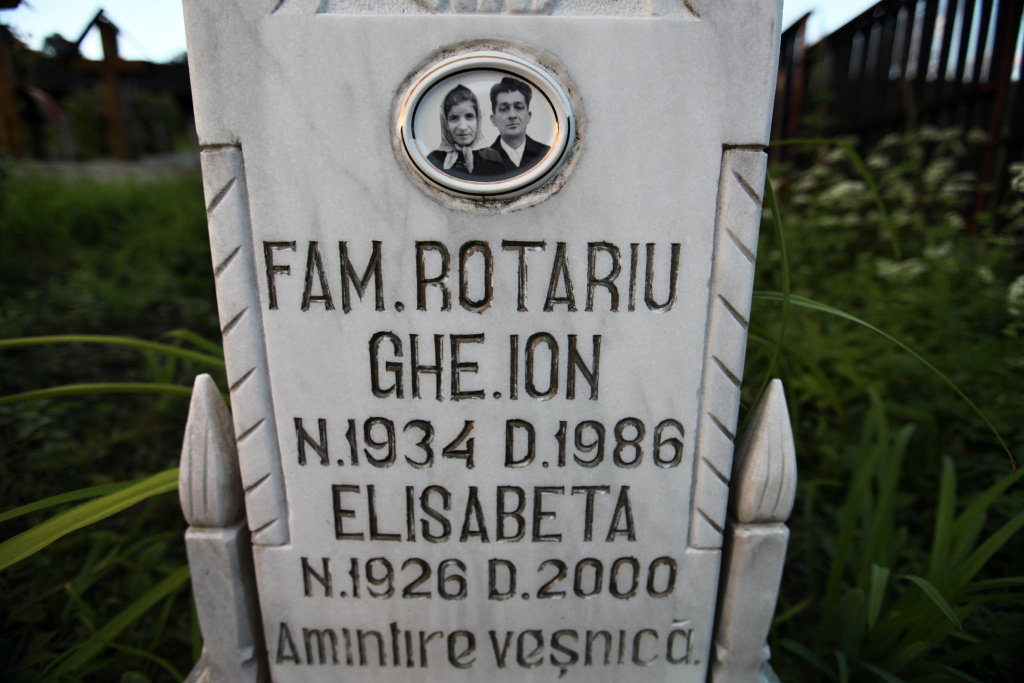 FAM. ROTARIU
GHE. ION
N.1934 D.1986
ELISABETA
N.1926 D.2000
Amintire veșnică.